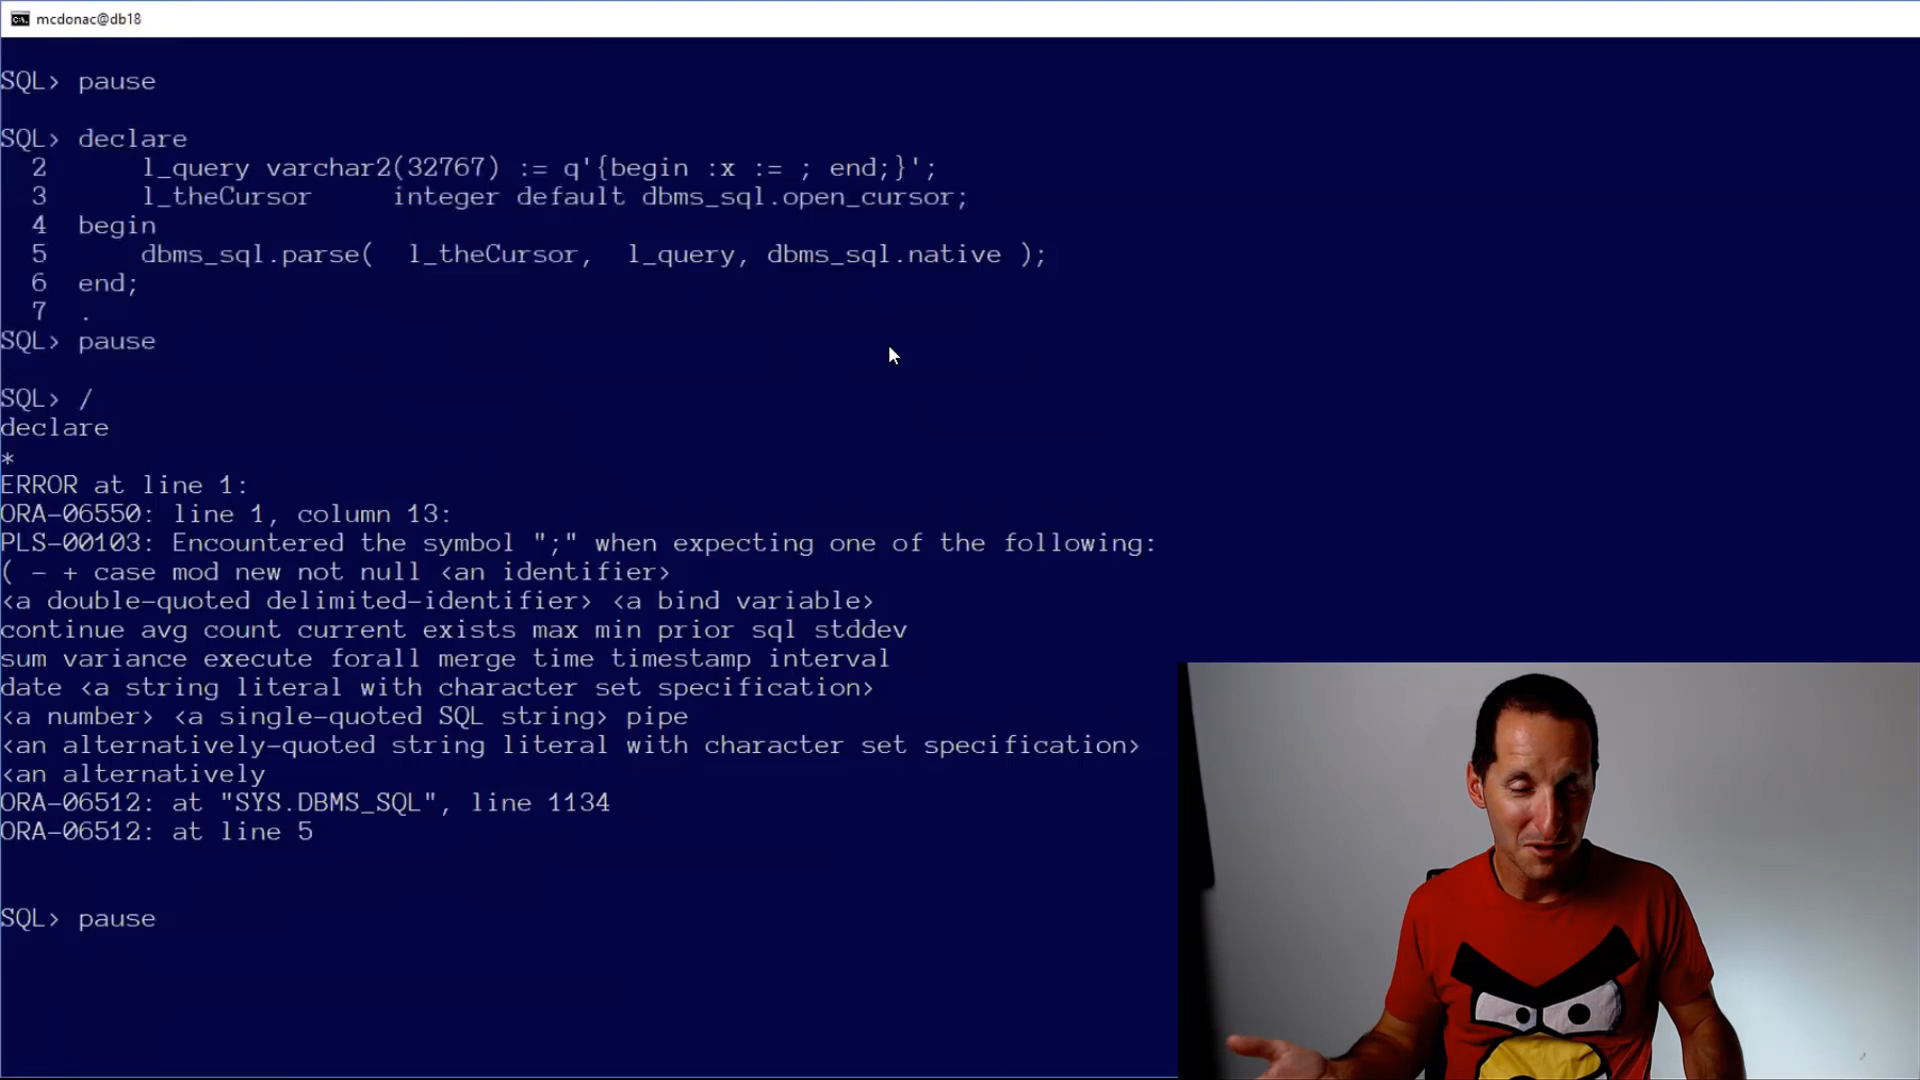 mcdonac@db18
SQL> pause
SQL> declare
2 l_query varchar2(32767) := q'{begin :x := ; end;}';
3 l_theCursor integer default dbms_sql.open_cursor;
4 begin
5 dbms_sql.parse( l_theCursor, l_query, dbms_sql.native );
6 end;
7 .
SQL> pause
SQL> /
declare
*
ERROR at line 1:
ORA-06550: line 1, column 13:
PLS-00103: Encountered the symbol ";" when expecting one of the following:
( - + case mod new not null <an identifier>
<a double-quoted delimited-identifier> <a bind variable>
continue avg count current exists max min prior sql stddev
sum variance execute forall merge time timestamp interval
date <a string literal with character set specification>
<a number> <a single-quoted SQL string> pipe
<an alternatively-quoted string literal with character set specification>
<an alternatively
ORA-06512: at "SYS.DBMS_SQL", line 1134
ORA-06512: at line 5
SQL> pause